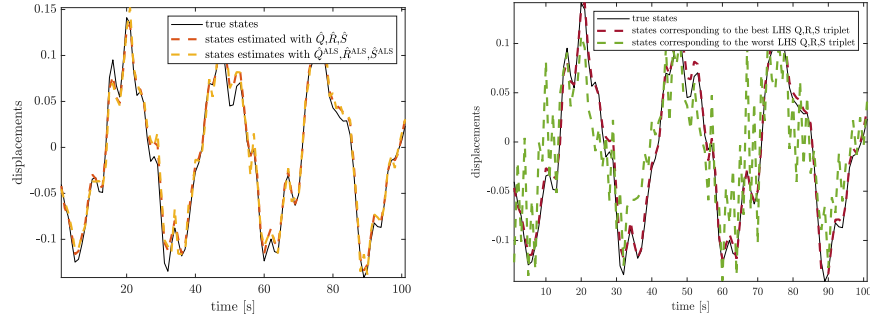 true states
states estimated with Q̂,R̂,Ŝ
states estimates with Q̂ᴬᴸˢ,R̂ᴬᴸˢ,Ŝᴬᴸˢ
0.15
0.1
0.05
0
-0.05
-0.1
displacements
20
40
60
80
100
time [s]
true states
states corresponding to the best LHS Q,R,S triplet
states corresponding to the worst LHS Q,R,S triplet
0.1
0.05
0
-0.05
-0.1
displacements
10
20
30
40
50
60
70
80
90
100
time [s]